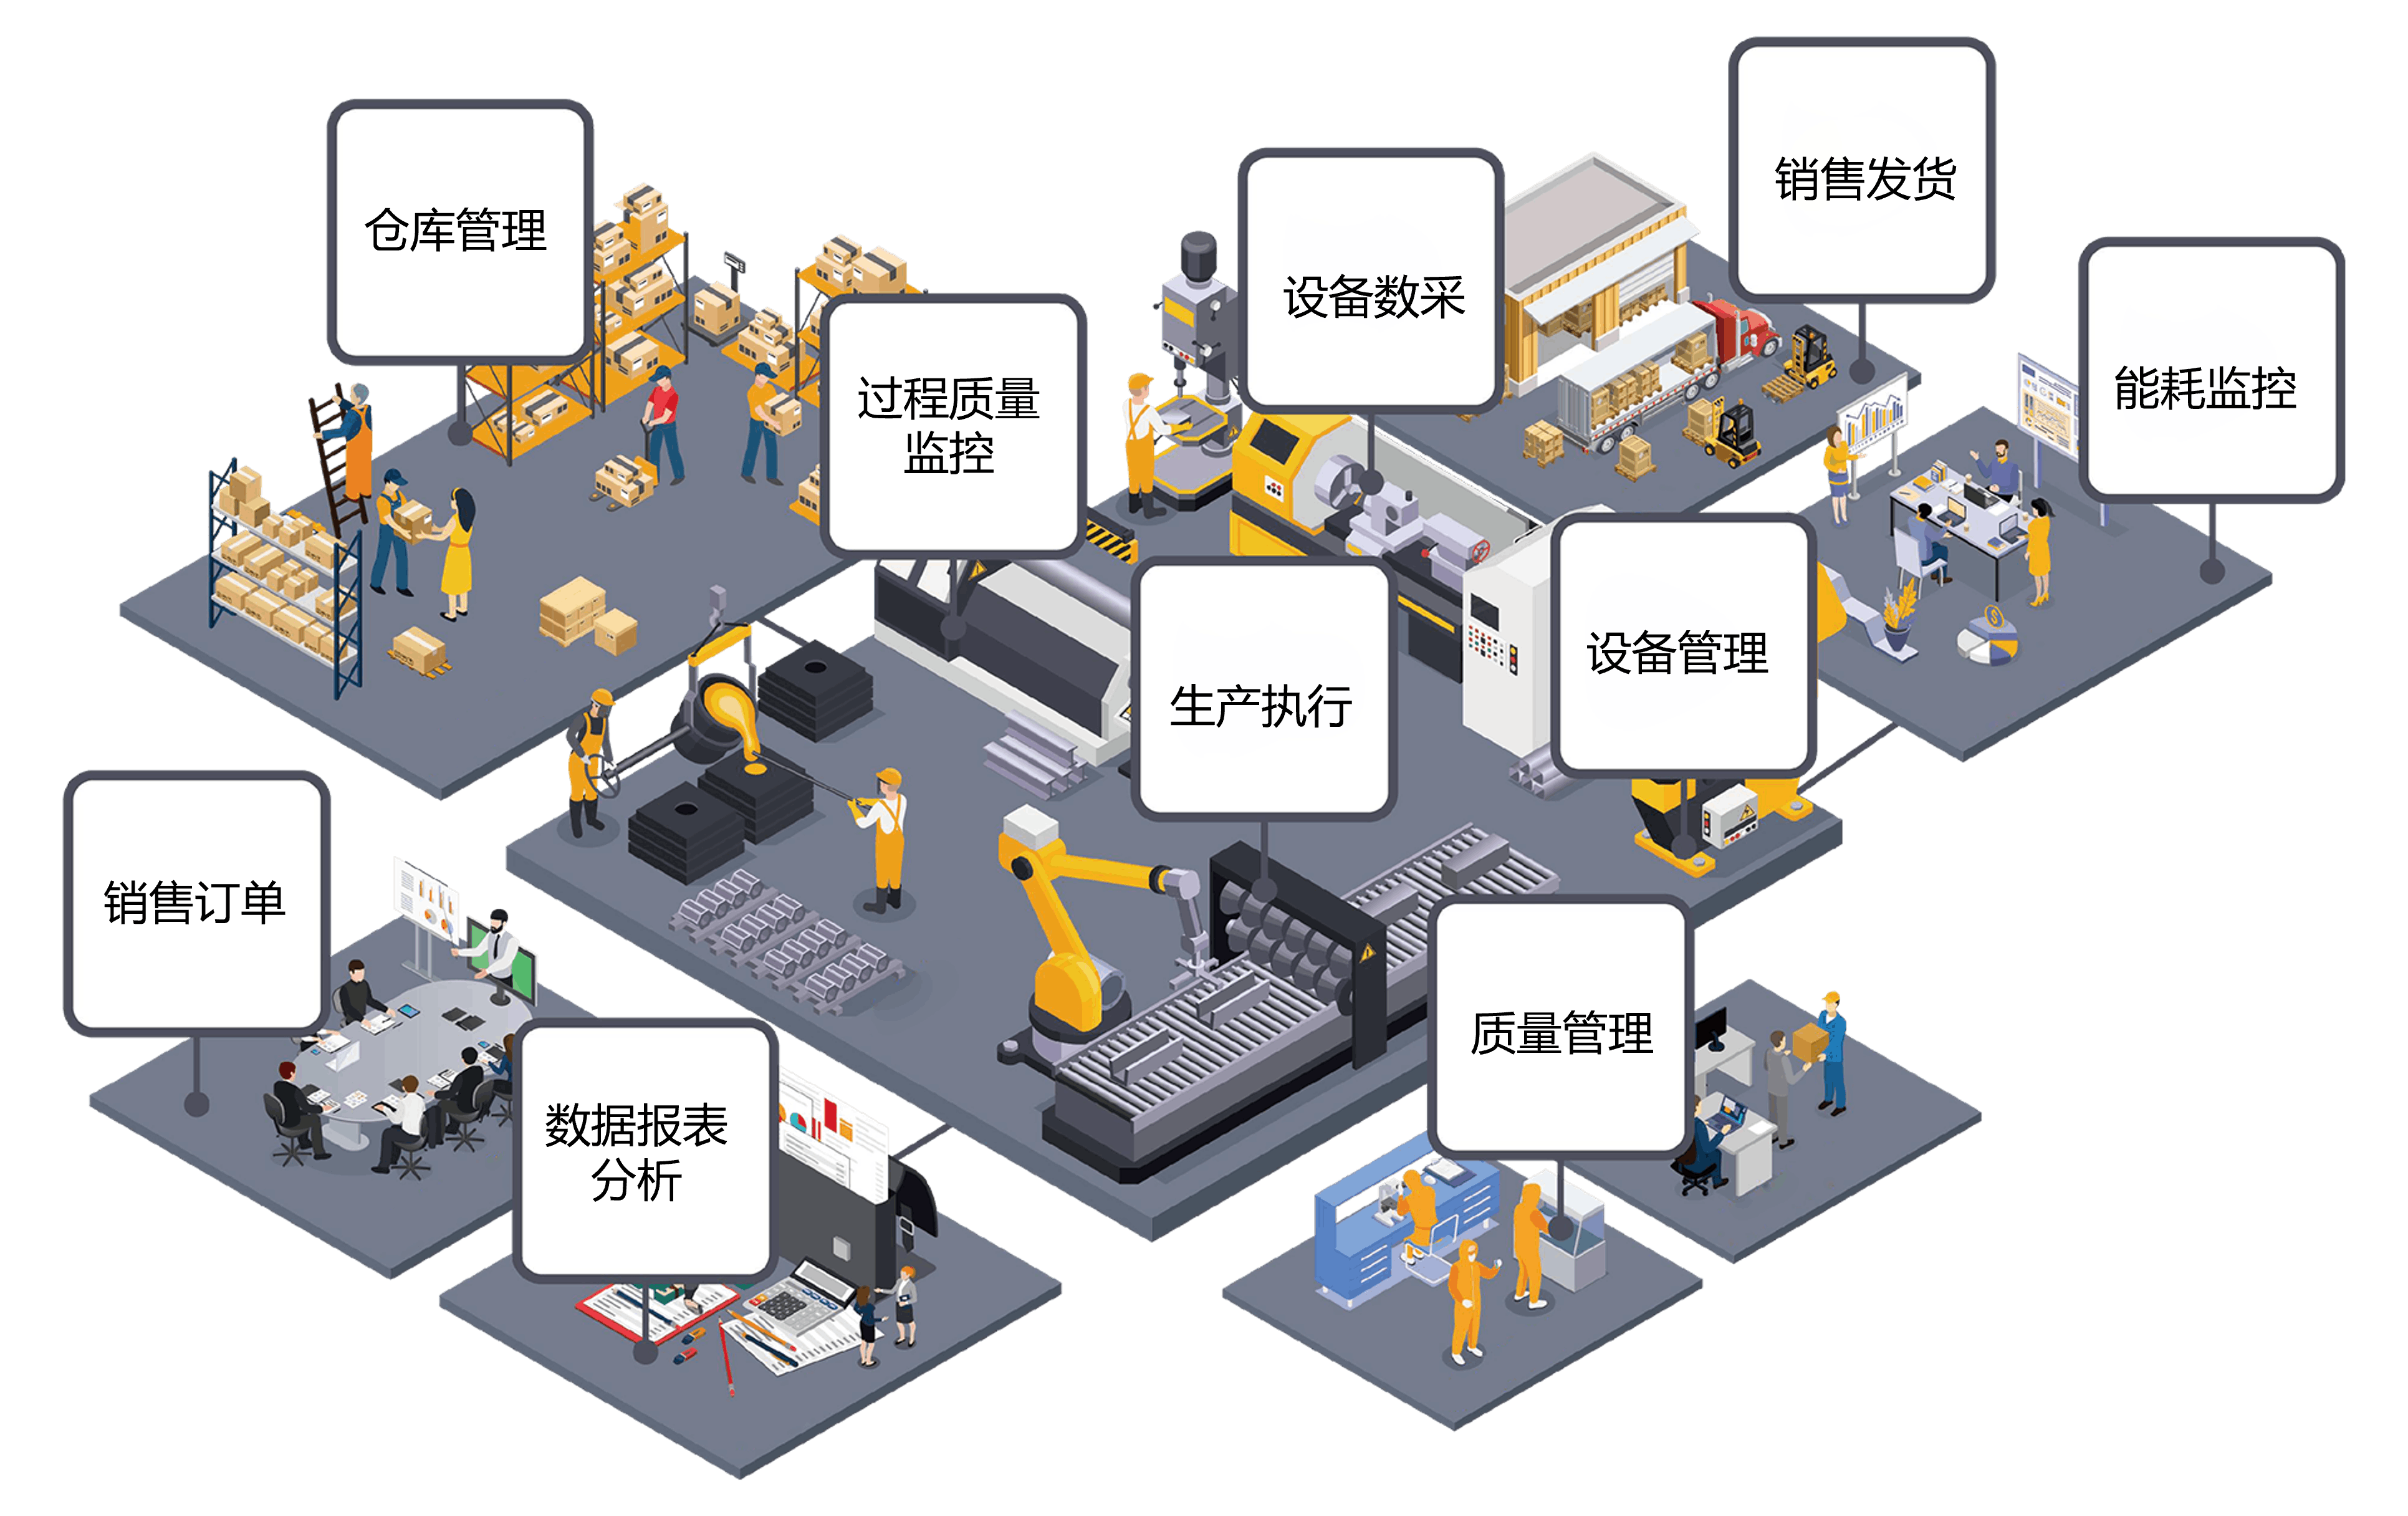 销售发货
仓库管理
设备数采
能耗监控
过程质量
监控
设备管理
生产执行
销售订单
质量管理
数据报表
分析